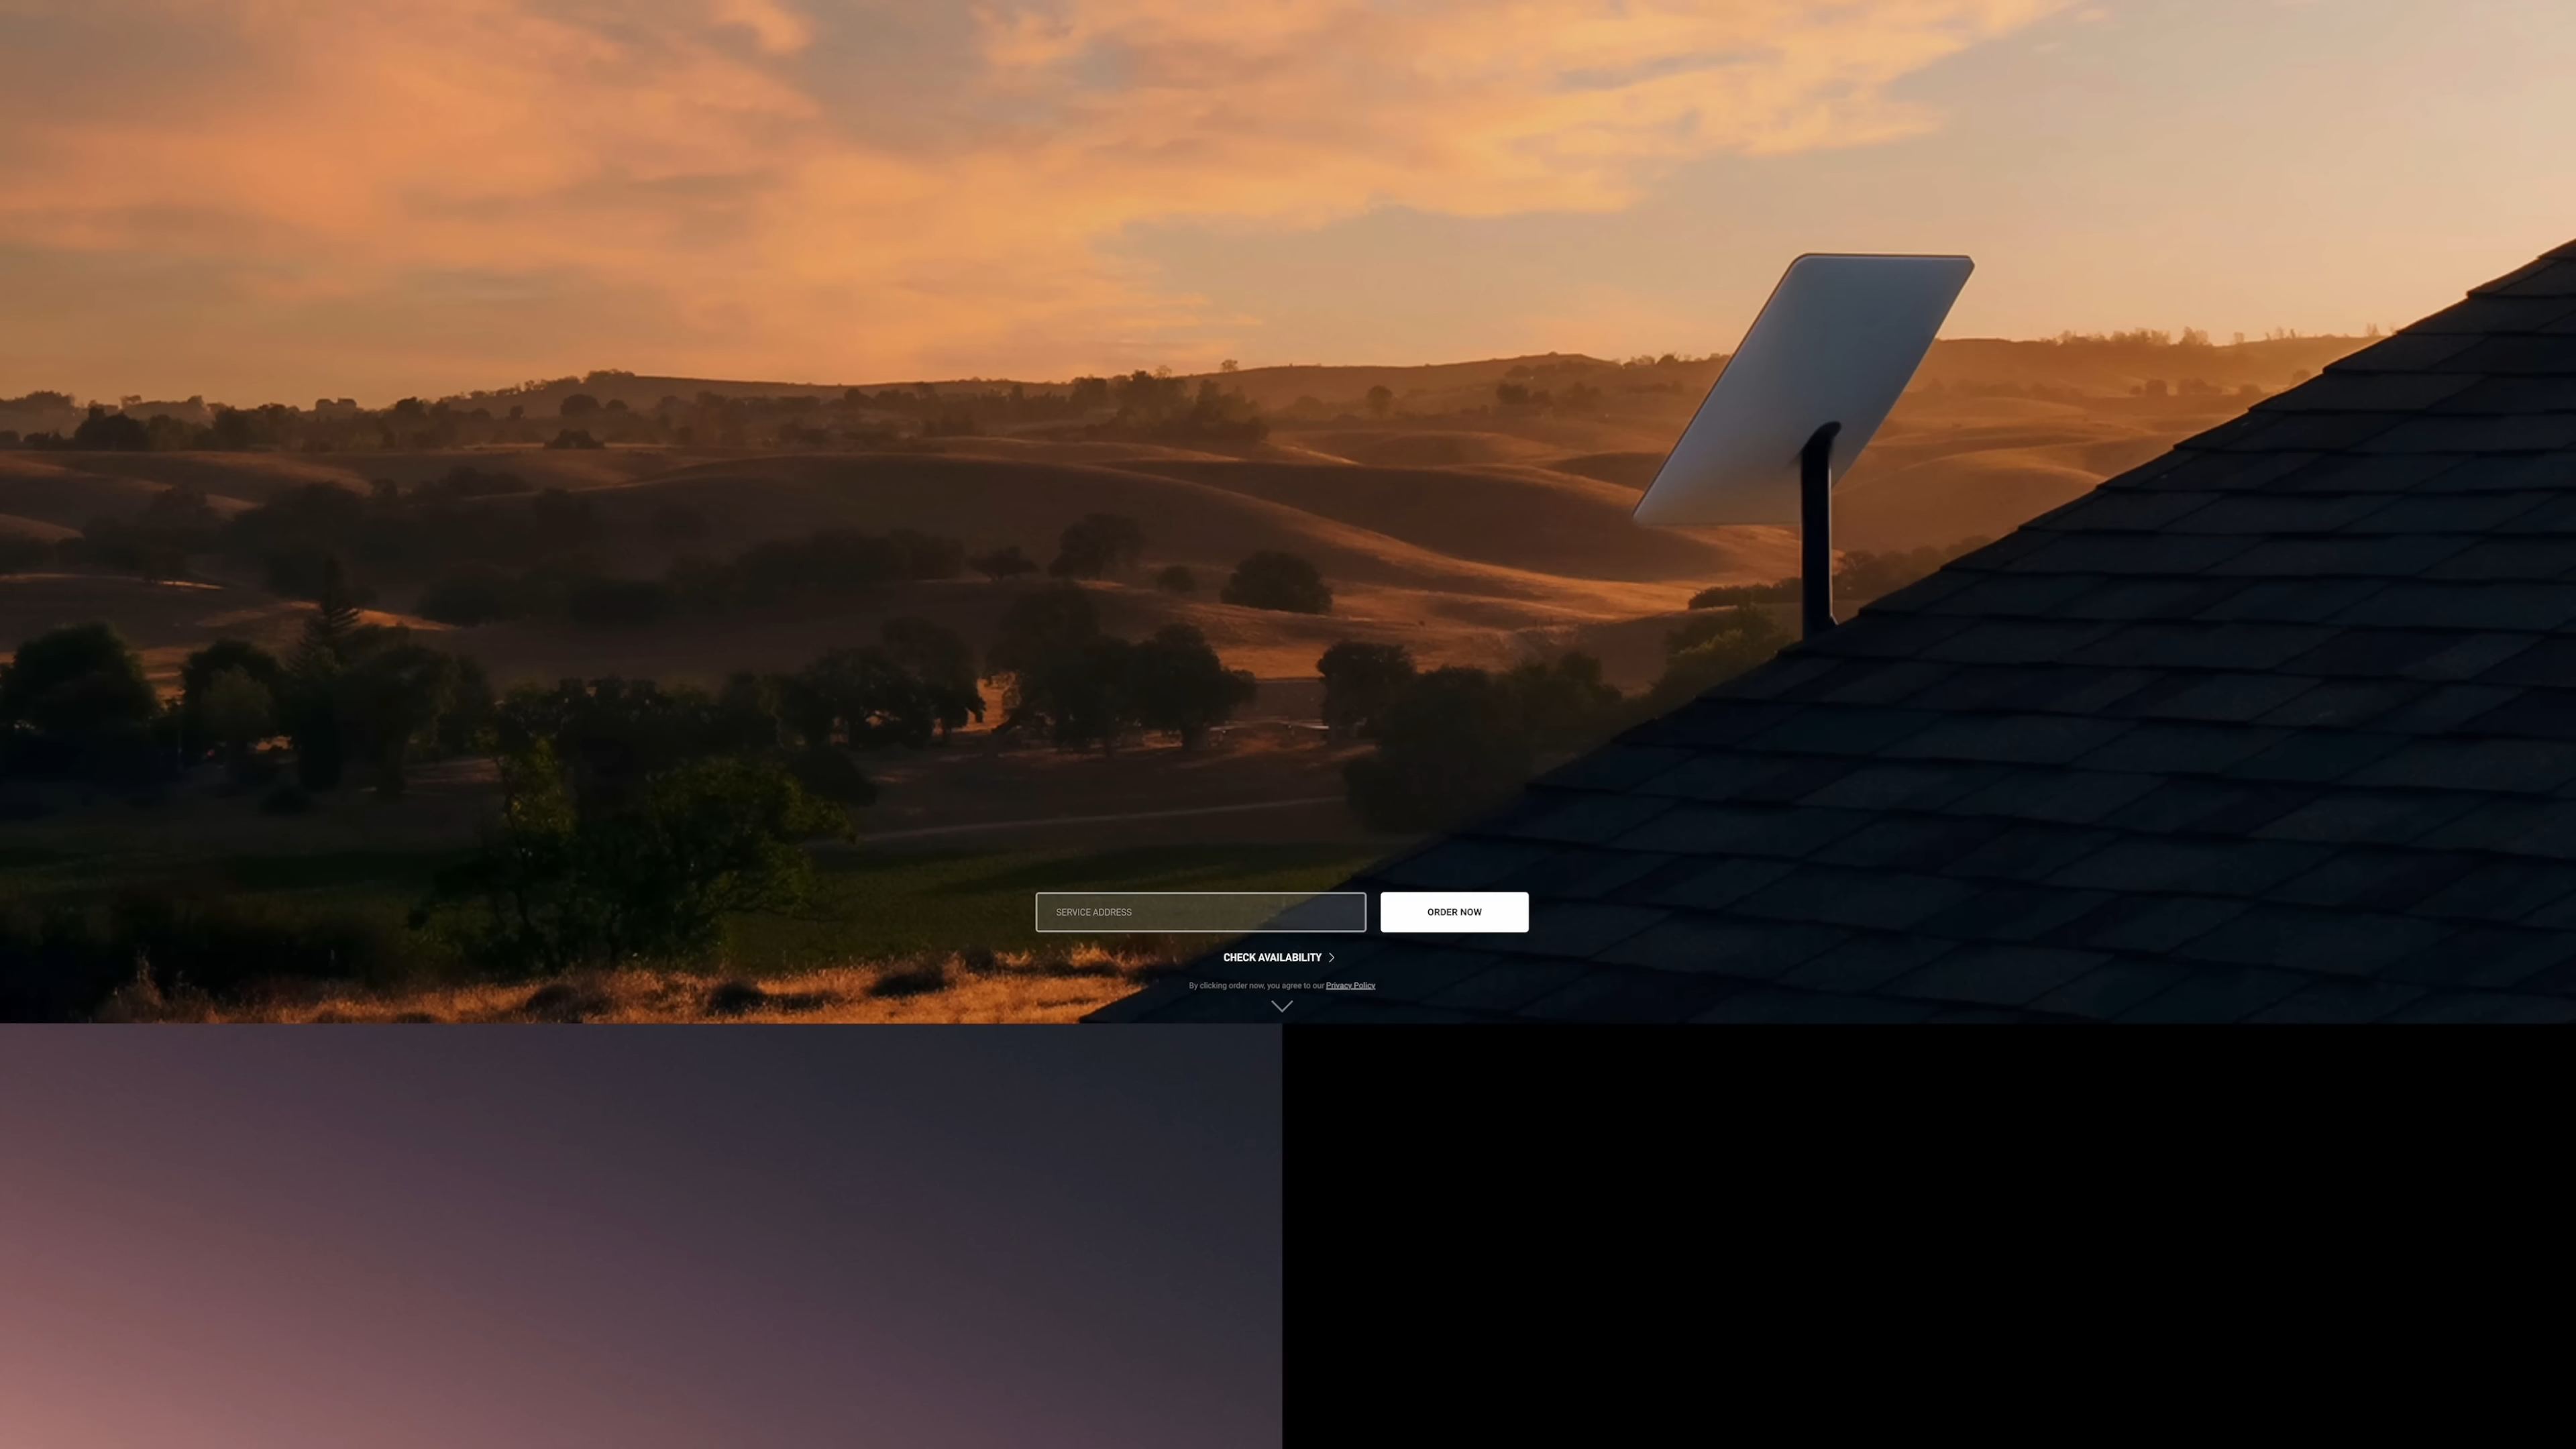 SERVICE ADDRESS
ORDER NOW
CHECK AVAILABILITY
By clicking order now, you agree to our Privacy Policy